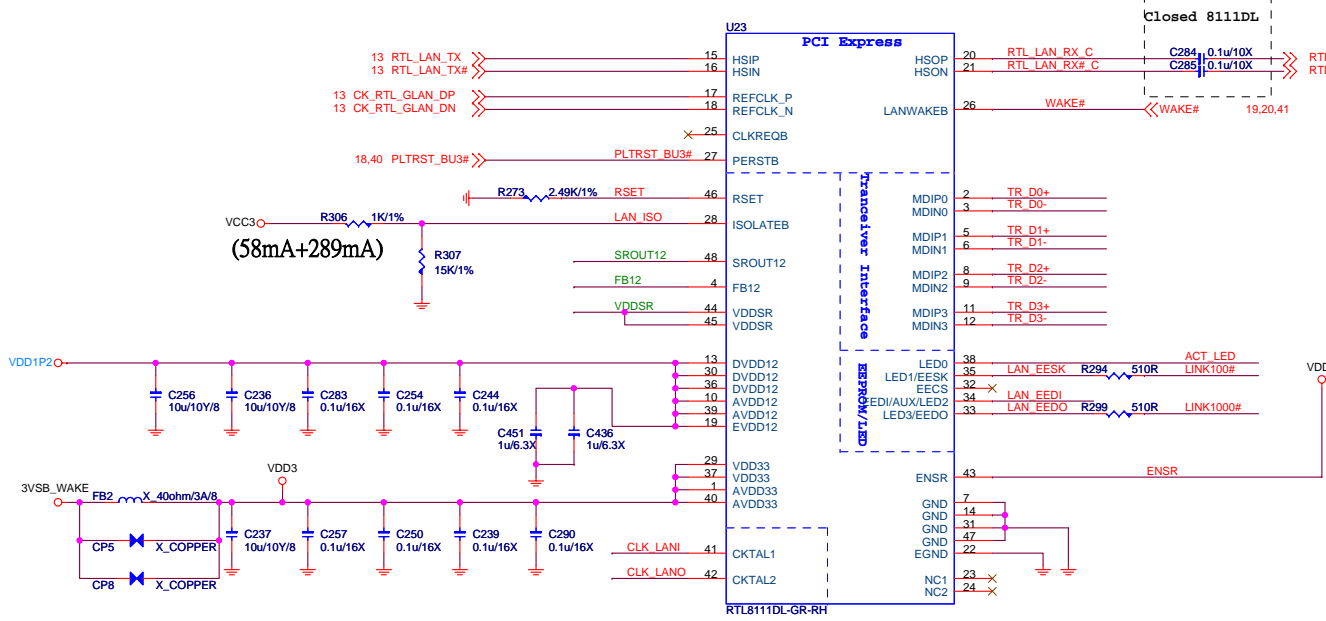 Closed 8111DL
U23
PCI Express
13 RTL_LAN_TX
15
HSIP
HSOP
20
RTL_LAN_RX_C
C284
0.1u/10X
RTL
13 RTL_LAN_TX#
16
HSIN
HSON
21
RTL_LAN_RX#_C
C285
0.1u/10X
RTL
13 CK_RTL_GLAN_DP
17
REFCLK_P
13 CK_RTL_GLAN_DN
18
REFCLK_N
LANWAKEB
26
WAKE#
WAKE#
19,20,41
25
CLKREQB
18,40 PLTRST_BU3#
PLTRST_BU3#
27
PERSTB
Tranceiver Interface
R273
2.49K/1%
RSET
46
RSET
MDIP0
2
TR_D0+
MDIN0
3
TR_D0-
VCC3
R306
1K/1%
LAN_ISO
28
ISOLATEB
(58mA+289mA)
R307
15K/1%
MDIP1
5
TR_D1+
MDIN1
6
TR_D1-
SROUT12
48
SROUT12
MDIP2
8
TR_D2+
FB12
4
FB12
MDIN2
9
TR_D2-
VDDSR
44
VDDSR
MDIP3
11
TR_D3+
45
VDDSR
MDIN3
12
TR_D3-
EEPROM/LED
VDD1P2
13
DVDD12
LED0
38
ACT_LED
30
DVDD12
LED1/EESK
35
LAN_EESK
R294
510R
LINK100#
36
DVDD12
EECS
32
10
AVDD12
EEDI/AUX/LED2
34
LAN_EEDI
39
AVDD12
LED3/EEDO
33
LAN_EEDO
R299
510R
LINK1000#
19
EVDD12
VDD
C256
10u/10Y/8
C236
10u/10Y/8
C283
0.1u/16X
C254
0.1u/16X
C244
0.1u/16X
C451
1u/6.3X
C436
1u/6.3X
29
VDD33
37
VDD33
1
AVDD33
40
AVDD33
ENSR
43
ENSR
VDD3
3VSB_WAKE
FB2
X_40ohm/3A/8
CP5
X_COPPER
CP8
X_COPPER
C237
10u/10Y/8
C257
0.1u/16X
C250
0.1u/16X
C239
0.1u/16X
C290
0.1u/16X
GND
7
GND
14
GND
31
GND
47
EGND
22
CLK_LANI
41
CKTAL1
CLK_LANO
42
CKTAL2
NC1
23
NC2
24
RTL8111DL-GR-RH